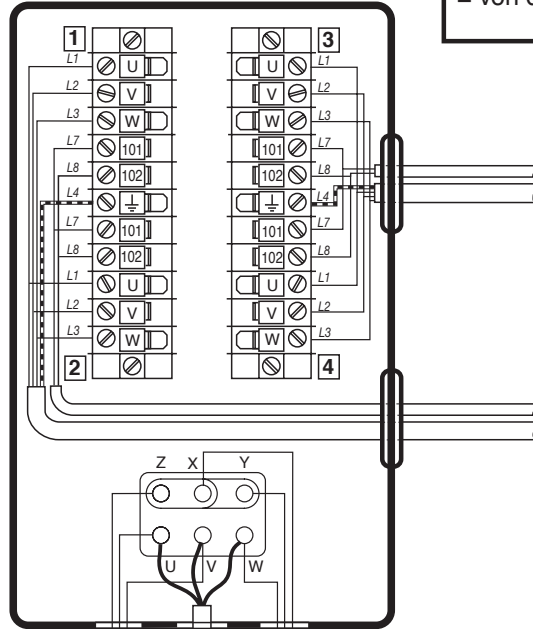 = von
1
3
L1 U U L1
L2 V V L2
L3 W W L3
L7 101 101 L7
L8 102 102 L8
L4 L4
L7 101 101 L7
L8 102 102 L8
L1 U U L1
L2 V V L2
L3 W W L3
2
4
Z X Y
U V W